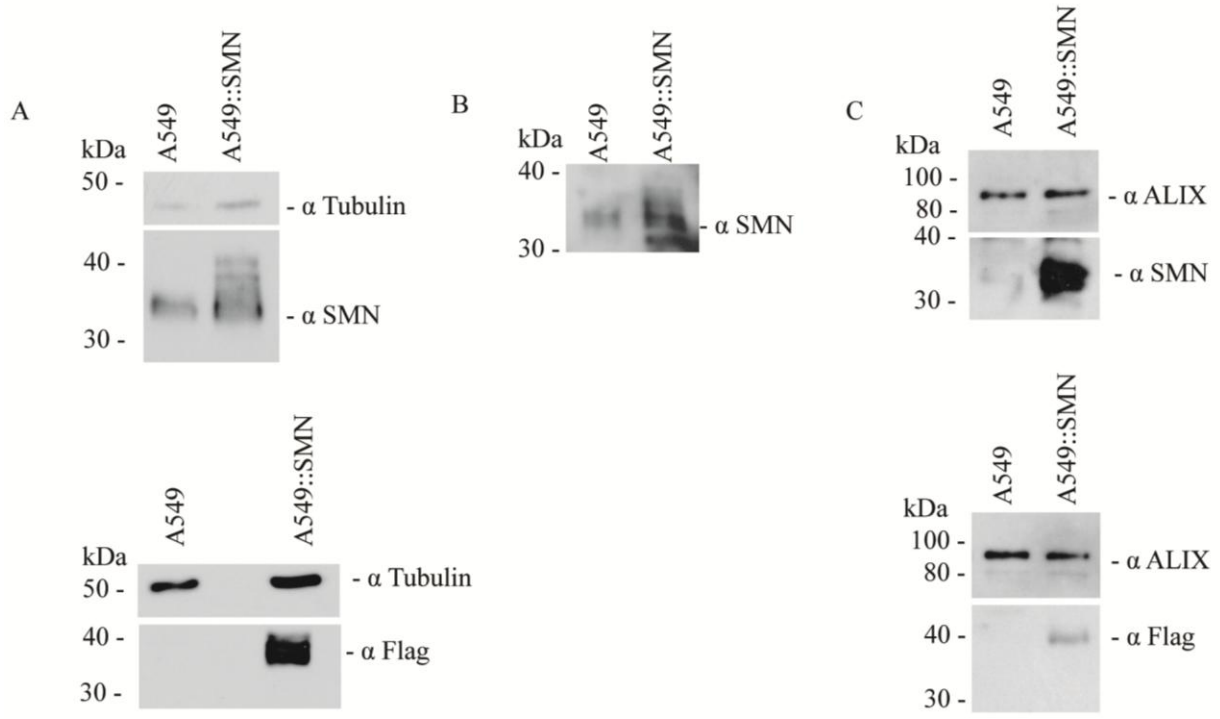 A
A549
A549::SMN
kDa
50 -
- α Tubulin
40 -
- α SMN
30 -
A549
A549::SMN
kDa
50 -
- α Tubulin
40 -
- α Flag
30 -
B
A549
A549::SMN
kDa
40 -
- α SMN
30 -
C
A549
A549::SMN
kDa
100 -
- α ALIX
80 -
40 -
- α SMN
30 -
A549
A549::SMN
kDa
100 -
- α ALIX
80 -
40 -
- α Flag
30 -